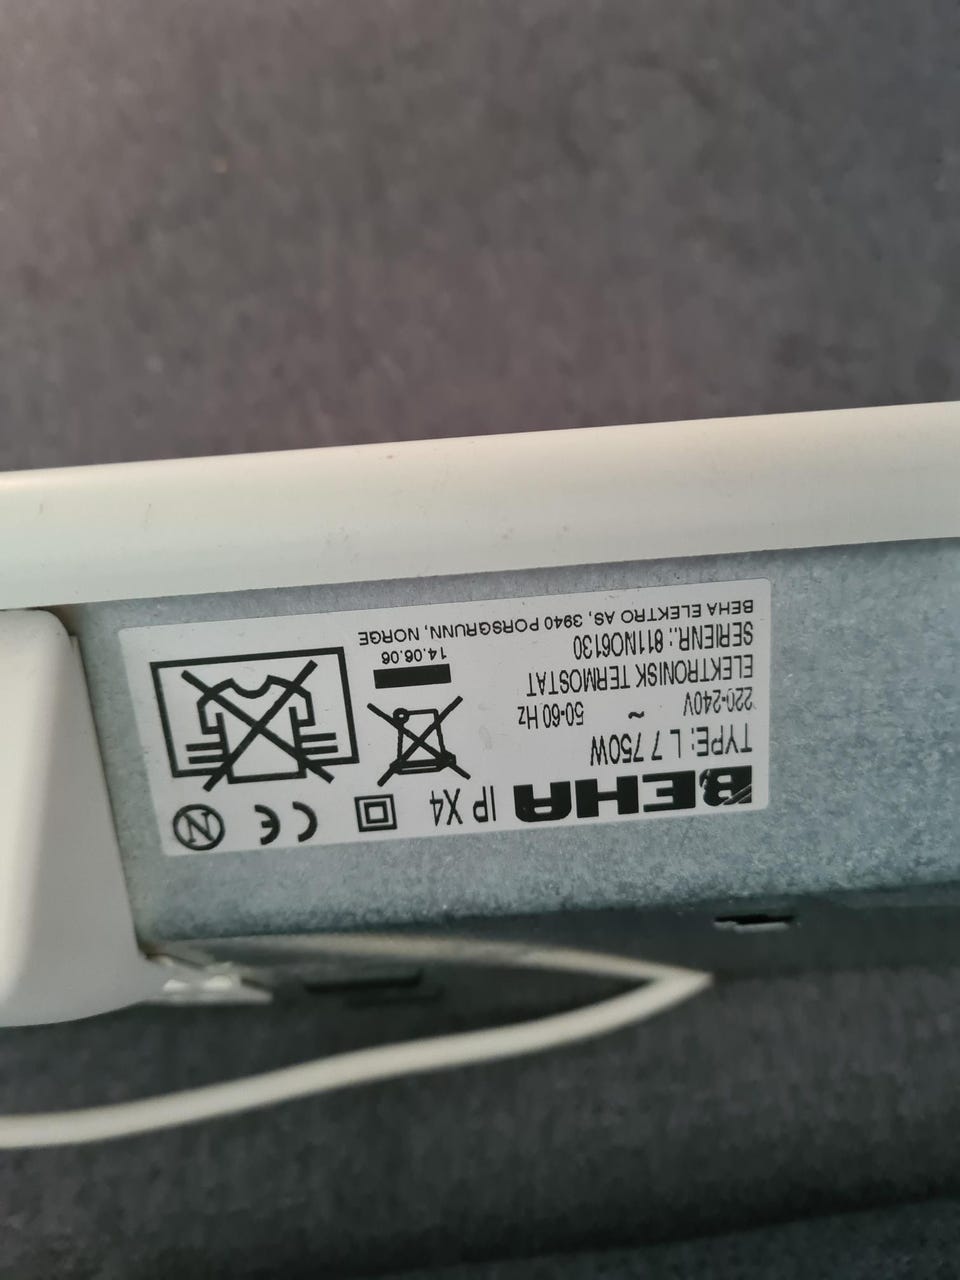 BEHA IP X4
TYPE: L 7 750W
220-240V ~ 50-60 Hz
ELEKTRONISK TERMOSTAT
SERIENR.: 811N06130
14.06.06
BEHA ELEKTRO AS, 3940 PORSGRUNN, NORGE
CE N